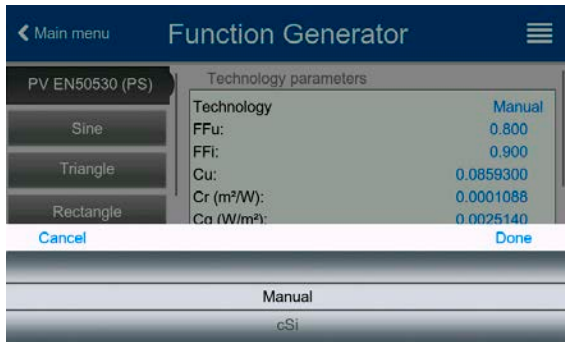 Main menu
Function Generator
PV EN50530 (PS)
Sine
Triangle
Rectangle
Technology parameters
Technology Manual
FFu: 0.800
FFi: 0.900
Cu: 0.0859300
Cr (m²/W): 0.0001088
Cg (W/m²): 0.0025140
Cancel
Done
Manual
cSi